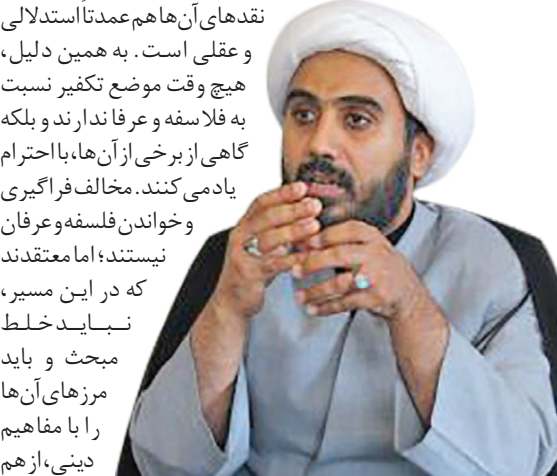 نقدهای آن‌ها هم عمدتاً استدلالی
و عقلی است. به همین دلیل،
هیچ وقت موضع تکفیر نسبت
به فلاسفه و عرفا ندارند و بلکه
گاهی از برخی از آن‌ها، با احترام
یاد می‌کنند. مخالف فراگیری
و خواندن فلسفه و عرفان
نیستند؛ اما معتقدند
که در این مسیر،
نباید خلط
مبحث و باید
مرزهای آن‌ها
را با مفاهیم
دینی، از هم